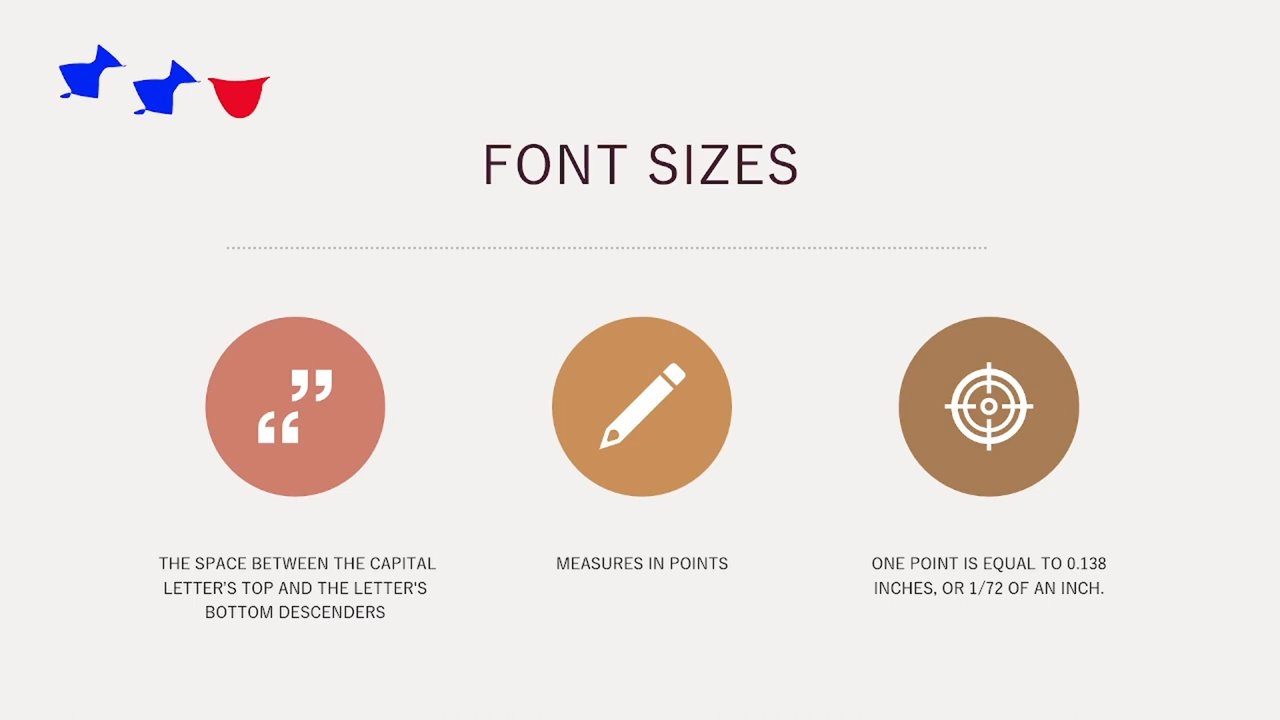 FONT SIZES
THE SPACE BETWEEN THE CAPITAL
LETTER'S TOP AND THE LETTER'S
BOTTOM DESCENDERS
MEASURES IN POINTS
ONE POINT IS EQUAL TO 0.138
INCHES, OR 1/72 OF AN INCH.